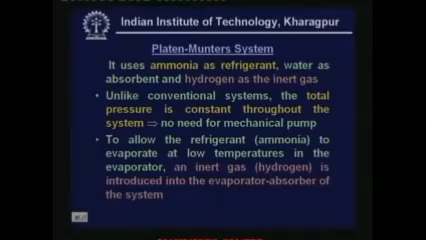 Indian Institute of Technology, Kharagpur
Platen-Munters System
It uses ammonia as refrigerant, water as
absorbent and hydrogen as the inert gas
• Unlike conventional systems, the total
pressure is constant throughout the
system ⇒ no need for mechanical pump
• To allow the refrigerant (ammonia) to
evaporate at low temperatures in the
evaporator, an inert gas (hydrogen) is
introduced into the evaporator-absorber of
the system